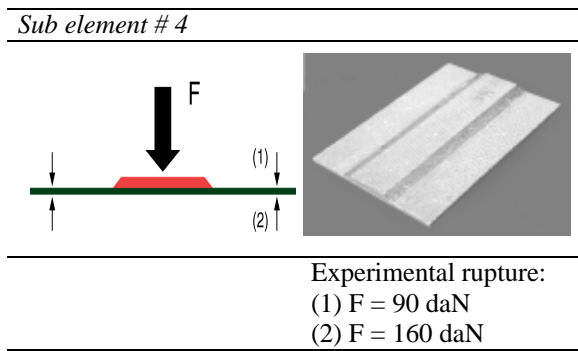 Sub element # 4
F
(1)
(2)
Experimental rupture:
(1) F = 90 daN
(2) F = 160 daN